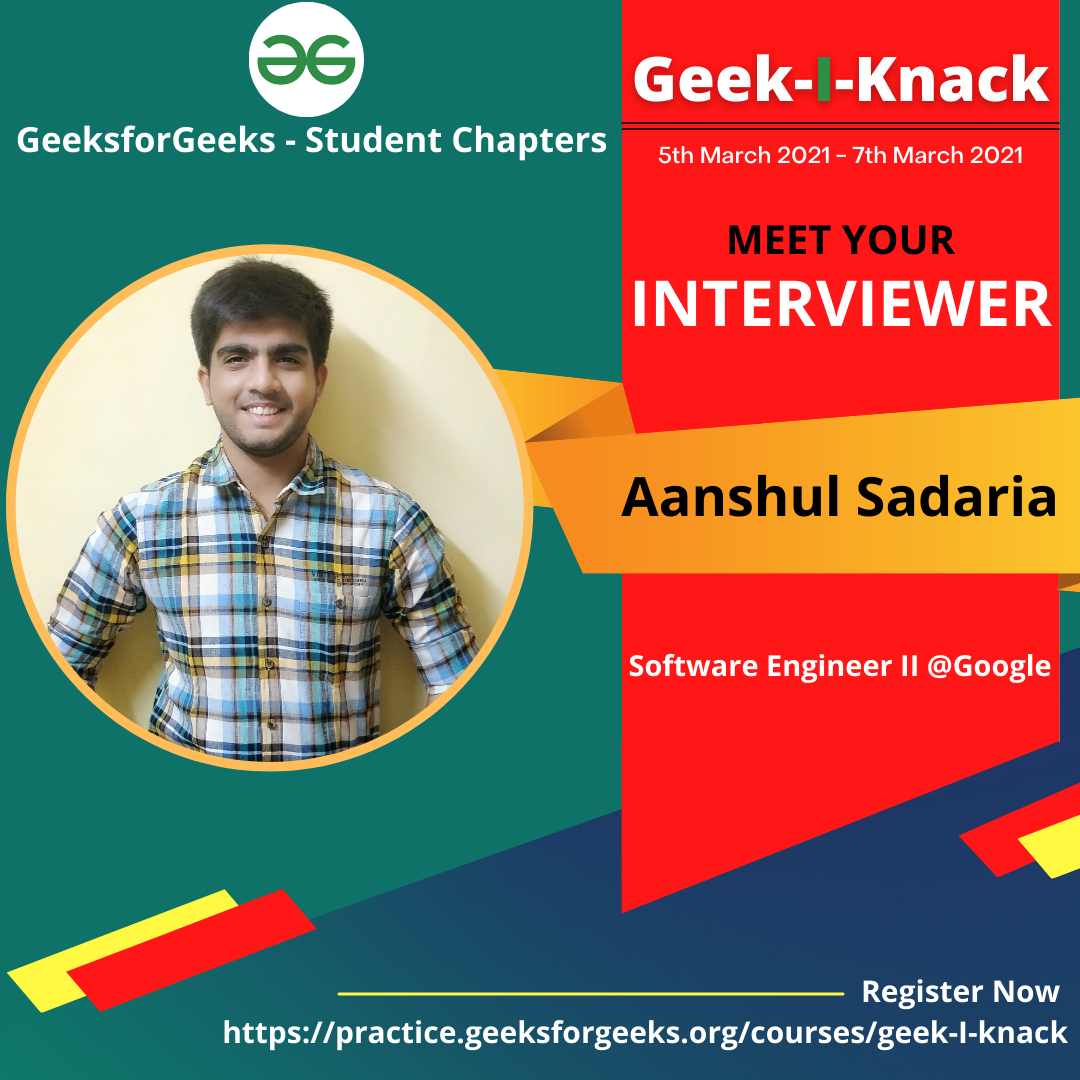 GeeksforGeeks - Student Chapters
Geek-I-Knack
5th March 2021 - 7th March 2021
MEET YOUR
INTERVIEWER
Aanshul Sadaria
Software Engineer II @Google
Register Now
https://practice.geeksforgeeks.org/courses/geek-I-knack